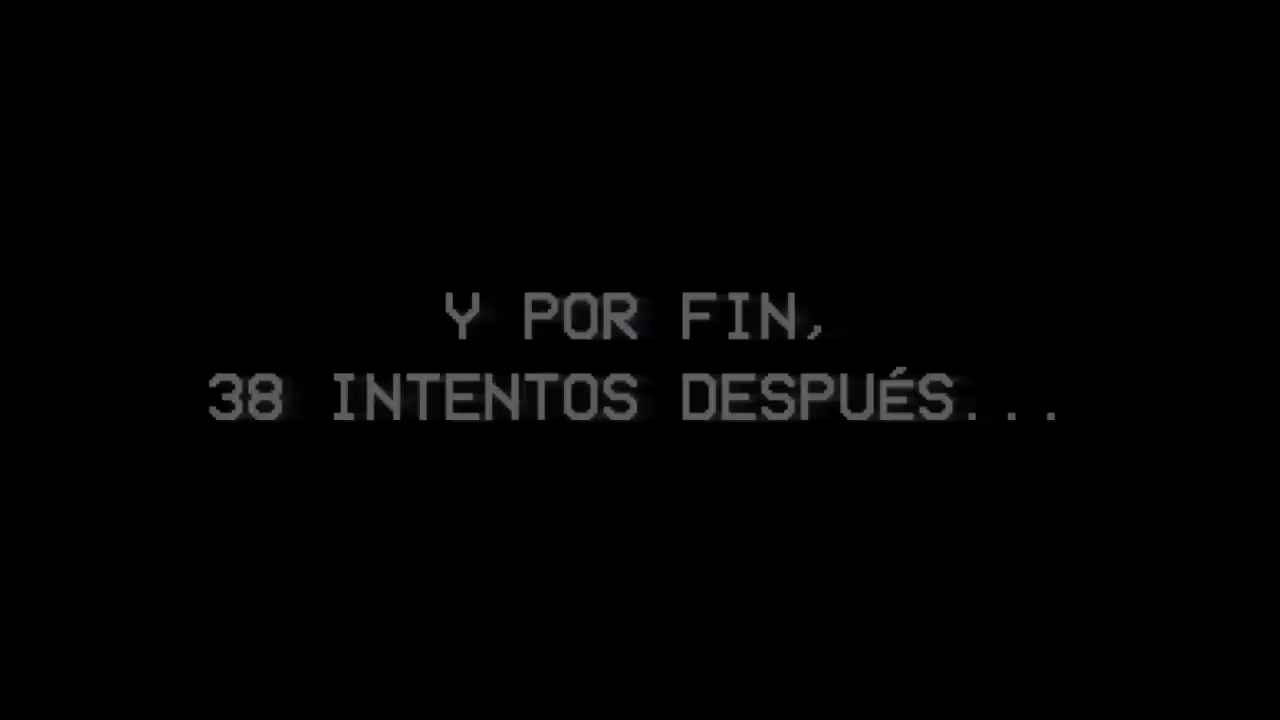 Y POR FIN,
38 INTENTOS DESPUÉS...